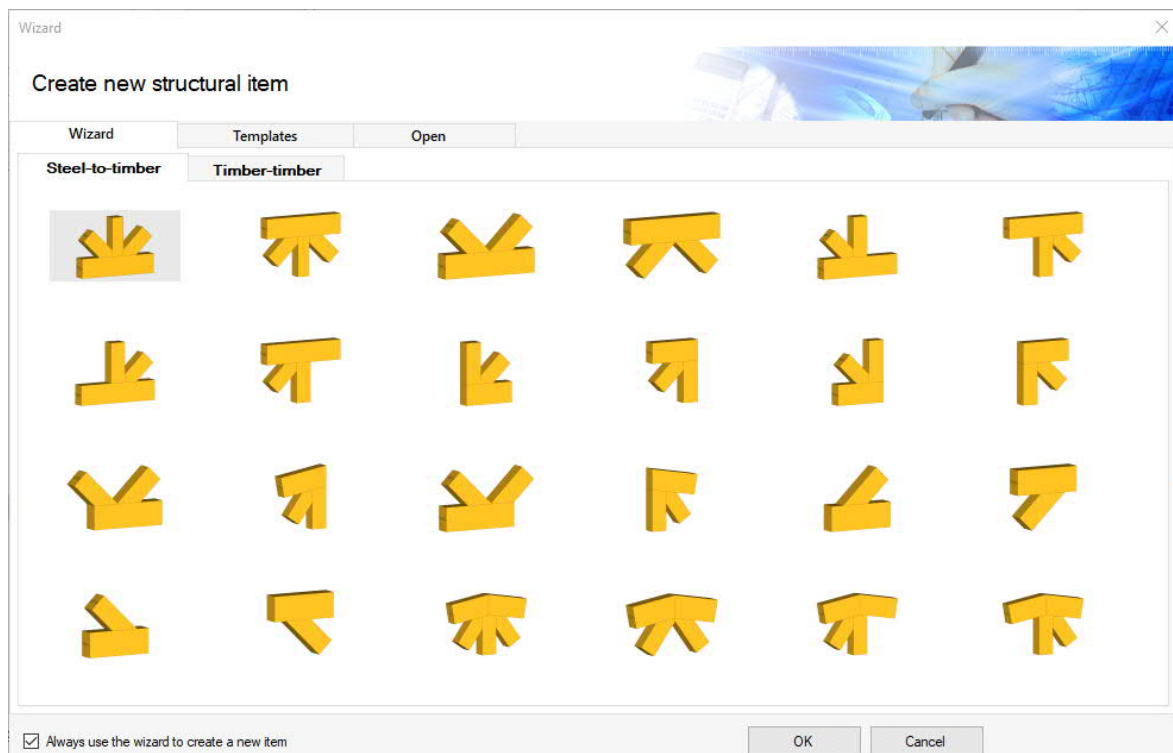 Wizard
Create new structural item
Wizard Templates Open
Steel-to-timber Timber-timber
Always use the wizard to create a new item OK Cancel